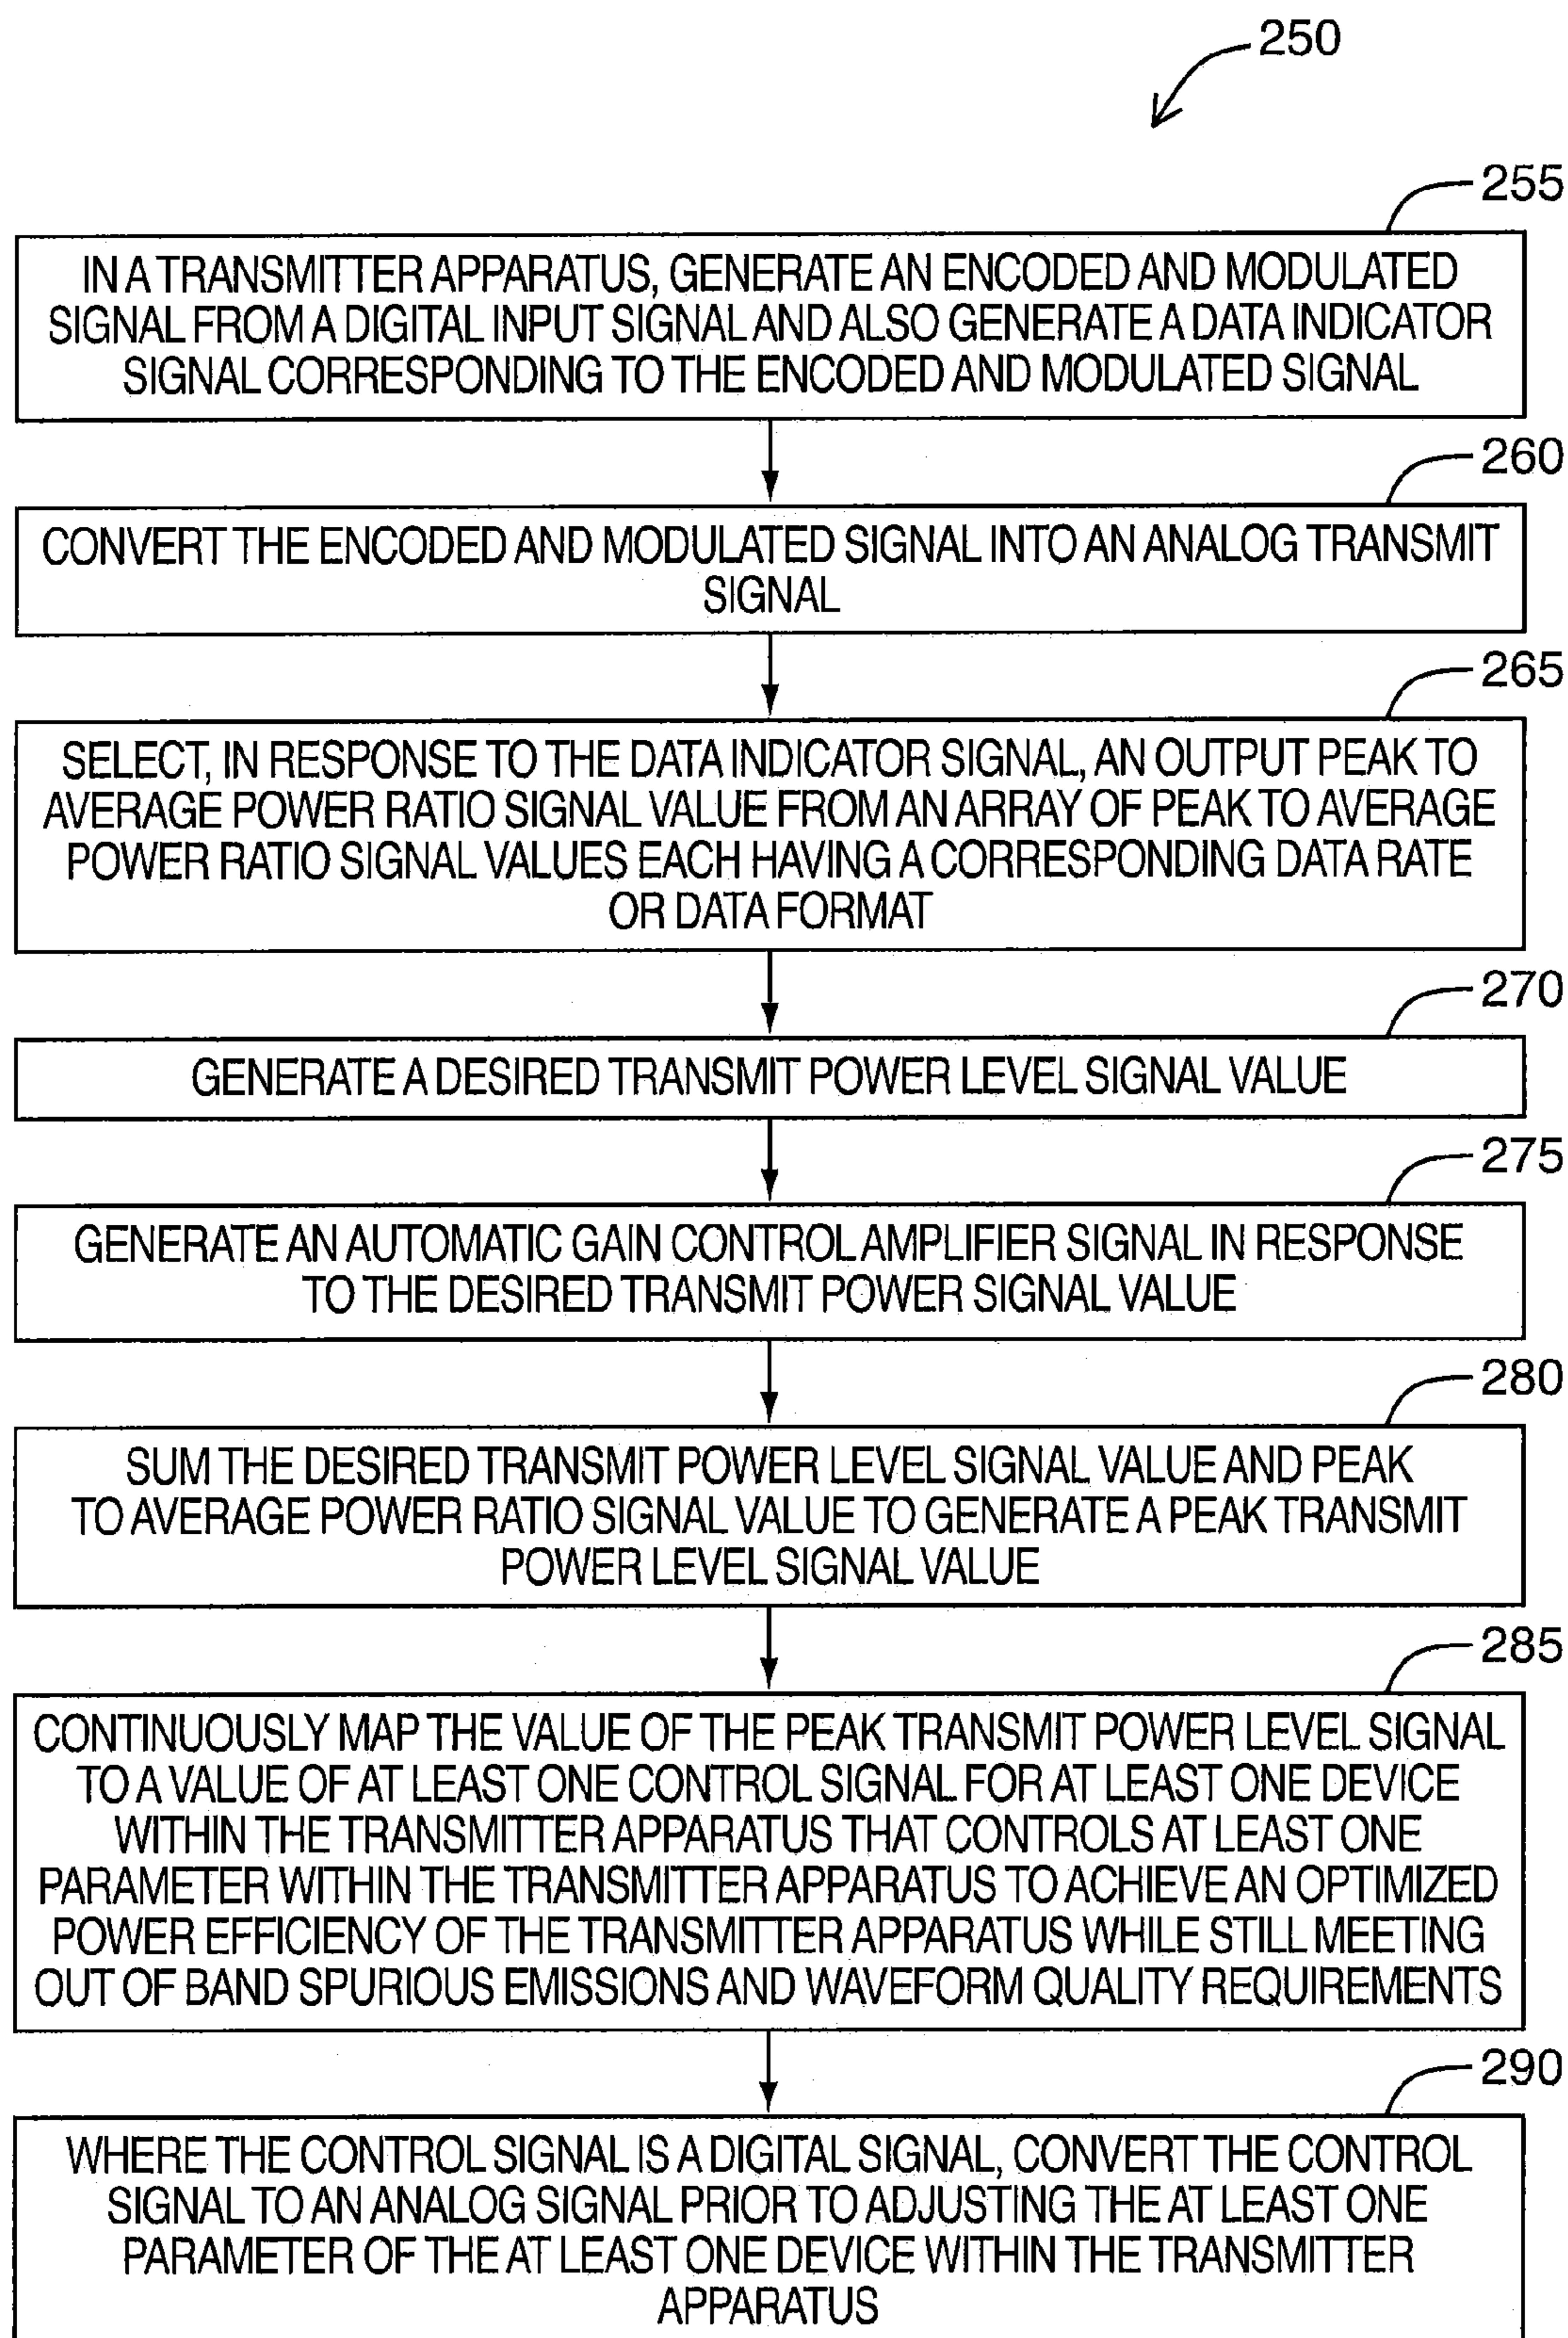 250
255
IN A TRANSMITTER APPARATUS, GENERATE AN ENCODED AND MODULATED
SIGNAL FROM A DIGITAL INPUT SIGNAL AND ALSO GENERATE A DATA INDICATOR
SIGNAL CORRESPONDING TO THE ENCODED AND MODULATED SIGNAL
260
CONVERT THE ENCODED AND MODULATED SIGNAL INTO AN ANALOG TRANSMIT
SIGNAL
265
SELECT, IN RESPONSE TO THE DATA INDICATOR SIGNAL, AN OUTPUT PEAK TO
AVERAGE POWER RATIO SIGNAL VALUE FROM AN ARRAY OF PEAK TO AVERAGE
POWER RATIO SIGNAL VALUES EACH HAVING A CORRESPONDING DATA RATE
OR DATA FORMAT
270
GENERATE A DESIRED TRANSMIT POWER LEVEL SIGNAL VALUE
275
GENERATE AN AUTOMATIC GAIN CONTROL AMPLIFIER SIGNAL IN RESPONSE
TO THE DESIRED TRANSMIT POWER SIGNAL VALUE
280
SUM THE DESIRED TRANSMIT POWER LEVEL SIGNAL VALUE AND PEAK
TO AVERAGE POWER RATIO SIGNAL VALUE TO GENERATE A PEAK TRANSMIT
POWER LEVEL SIGNAL VALUE
285
CONTINUOUSLY MAP THE VALUE OF THE PEAK TRANSMIT POWER LEVEL SIGNAL
TO A VALUE OF AT LEAST ONE CONTROL SIGNAL FOR AT LEAST ONE DEVICE
WITHIN THE TRANSMITTER APPARATUS THAT CONTROLS AT LEAST ONE
PARAMETER WITHIN THE TRANSMITTER APPARATUS TO ACHIEVE AN OPTIMIZED
POWER EFFICIENCY OF THE TRANSMITTER APPARATUS WHILE STILL MEETING
OUT OF BAND SPURIOUS EMISSIONS AND WAVEFORM QUALITY REQUIREMENTS
290
WHERE THE CONTROL SIGNAL IS A DIGITAL SIGNAL, CONVERT THE CONTROL
SIGNAL TO AN ANALOG SIGNAL PRIOR TO ADJUSTING THE AT LEAST ONE
PARAMETER OF THE AT LEAST ONE DEVICE WITHIN THE TRANSMITTER
APPARATUS